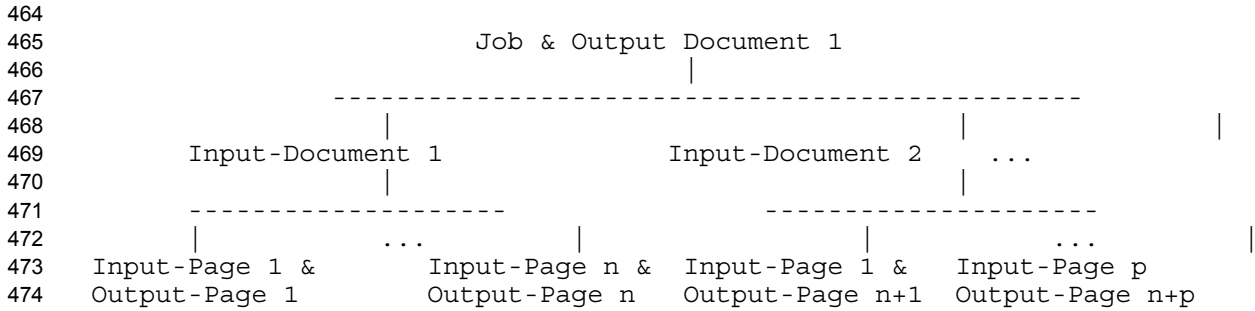 464
465 Job & Output Document 1
466 |
467 -----------------------------------------------
468 | | |
469 Input-Document 1 Input-Document 2 ...
470 | |
471 -------------------- ---------------------
472 | ... | | ... |
473 Input-Page 1 & Input-Page n & Input-Page 1 & Input-Page p
474 Output-Page 1 Output-Page n Output-Page n+1 Output-Page n+p